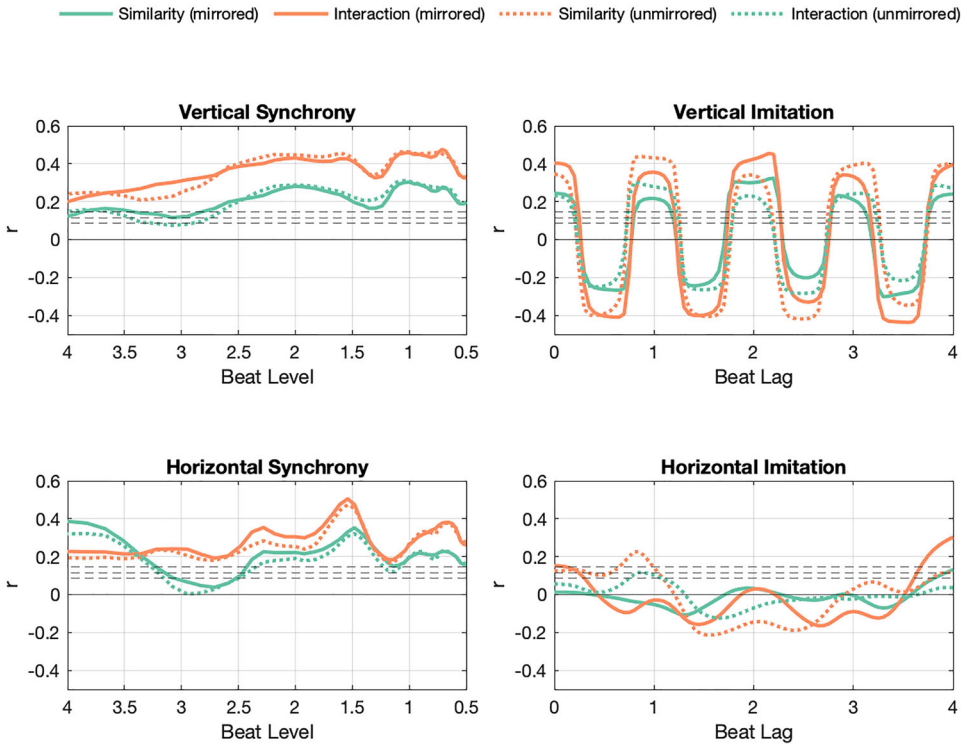 Similarity (mirrored) Interaction (mirrored) Similarity (unmirrored) Interaction (unmirrored)
Vertical Synchrony
0.6
0.4
0.2
0
-0.2
-0.4
r
4 3.5 3 2.5 2 1.5 1 0.5
Beat Level
Vertical Imitation
0.6
0.4
0.2
0
-0.2
-0.4
r
0 1 2 3 4
Beat Lag
Horizontal Synchrony
0.6
0.4
0.2
0
-0.2
-0.4
r
4 3.5 3 2.5 2 1.5 1 0.5
Beat Level
Horizontal Imitation
0.6
0.4
0.2
0
-0.2
-0.4
r
0 1 2 3 4
Beat Lag